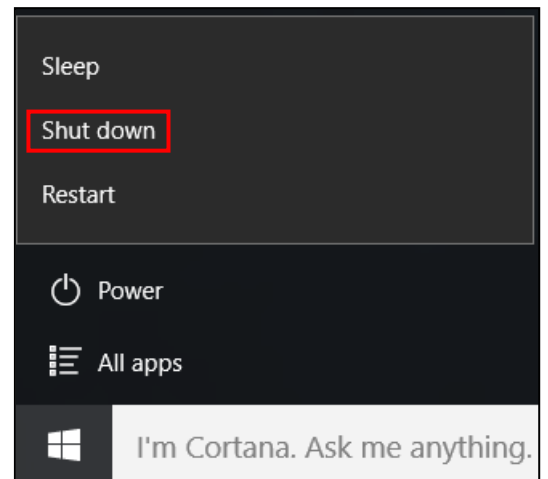 Sleep
Shut down
Restart
Power
All apps
I'm Cortana. Ask me anything.